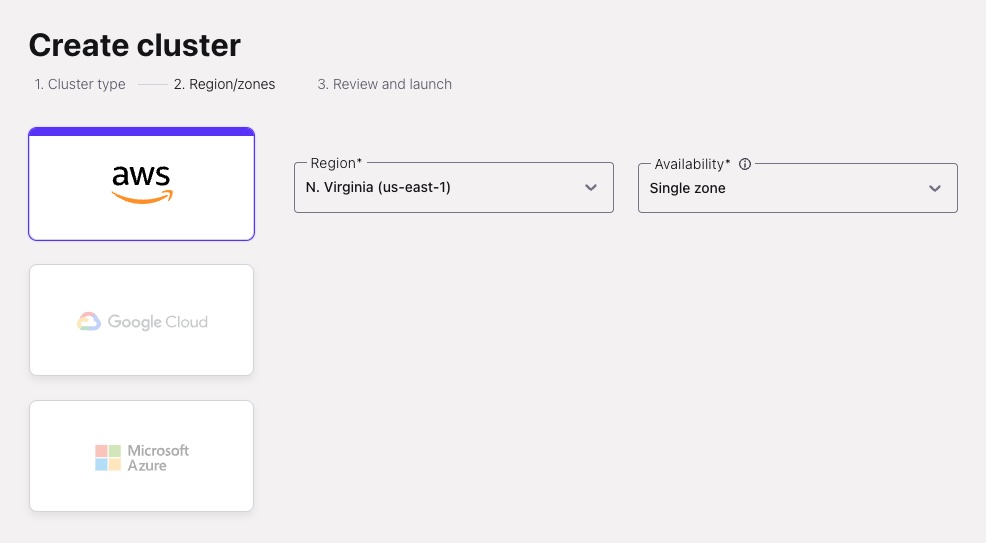 Create cluster
1. Cluster type 2. Region/zones 3. Review and launch
aws
Region*
N. Virginia (us-east-1)
Availability*
Single zone
Google Cloud
Microsoft
Azure